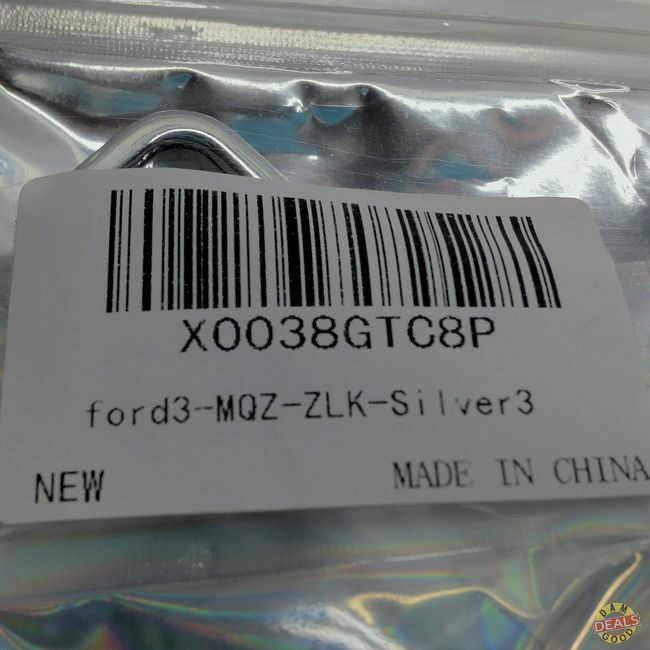 X0038GTC8P
ford3--MQZ-ZLK-Silver3
NEW
MADE IN CHINA
DAM
DEALS
GOOD